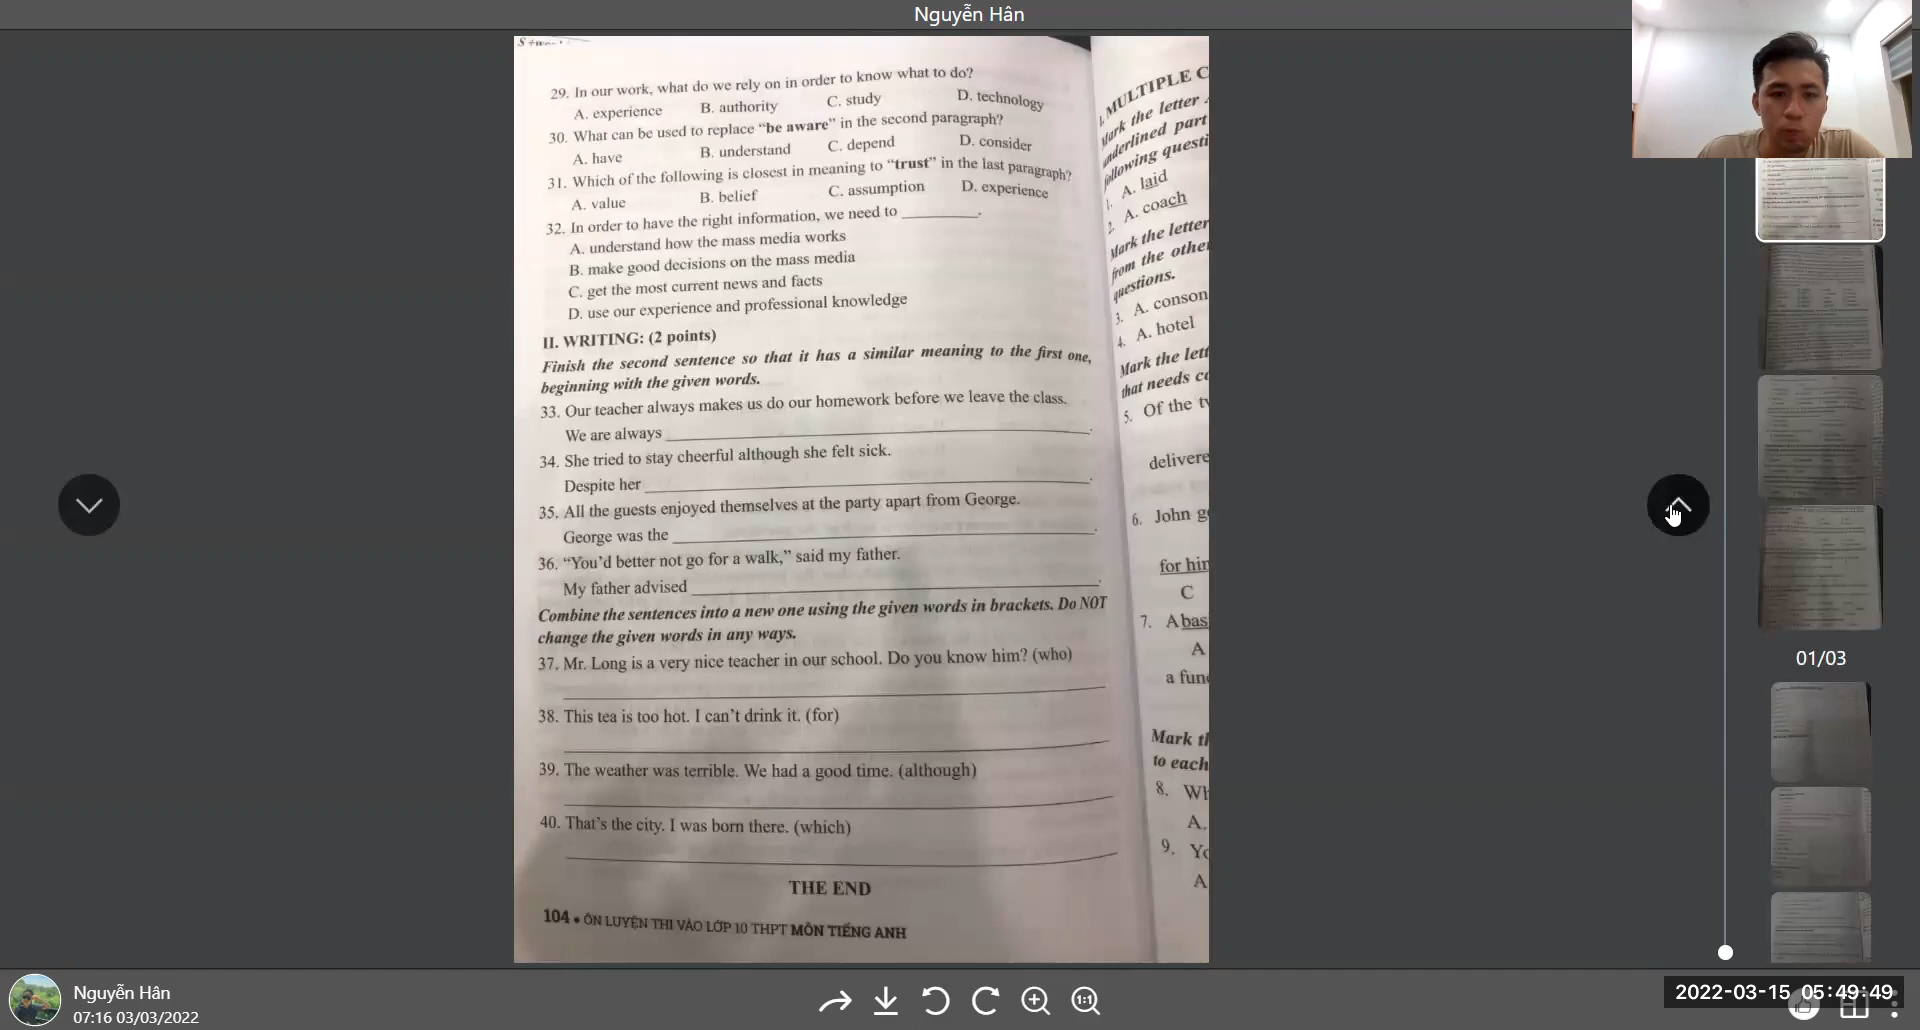 Nguyễn Hân
29. In our work, what do we rely on in order to know what to do?
A. experience B. authority C. study D. technology
30. What can be used to replace “be aware” in the second paragraph?
A. have B. understand C. depend D. consider
31. Which of the following is closest in meaning to “trust” in the last paragraph?
A. value B. belief C. assumption D. experience
32. In order to have the right information, we need to ________.
A. understand how the mass media works
B. make good decisions on the mass media
C. get the most current news and facts
D. use our experience and professional knowledge
II. WRITING: (2 points)
Finish the second sentence so that it has a similar meaning to the first one,
beginning with the given words.
33. Our teacher always makes us do our homework before we leave the class.
We are always ________.
34. She tried to stay cheerful although she felt sick.
Despite her ________.
35. All the guests enjoyed themselves at the party apart from George.
George was the ________.
36. “You’d better not go for a walk,” said my father.
My father advised ________.
Combine the sentences into a new one using the given words in brackets. Do NOT
change the given words in any ways.
37. Mr. Long is a very nice teacher in our school. Do you know him? (who)
38. This tea is too hot. I can’t drink it. (for)
39. The weather was terrible. We had a good time. (although)
40. That’s the city. I was born there. (which)
THE END
104 • ÔN LUYỆN THI VÀO LỚP 10 THPT MÔN TIẾNG ANH
I. MULTIPLE C
Mark the letter
underlined part
following questi
1. A. laid
2. A. coach
Mark the letter
from the other
questions.
3. A. conson
4. A. hotel
Mark the lett
that needs co
5. Of the tw
delivere
6. John g
for him
C
7. A bas
A
a fun
Mark th
to each
8. Wh
A.
9. Yo
A
01/03
Nguyễn Hân
07:16 03/03/2022
1:1
2022-03-15 05:49:49